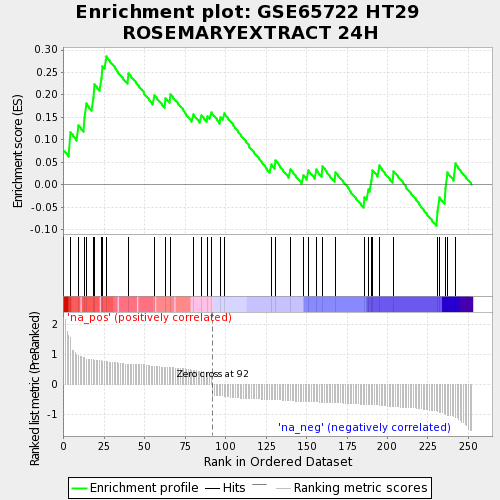 Enrichment plot: GSE65722 HT29
ROSEMARYEXTRACT 24H
Enrichment score (ES)
0.30
0.25
0.20
0.15
0.10
0.05
0.00
-0.05
-0.10
'na_pos' (positively correlated)
Ranked list metric (PreRanked)
2
1
0
-1
Zero cross at 92
'na_neg' (negatively correlated)
0 25 50 75 100 125 150 175 200 225 250
Rank in Ordered Dataset
Enrichment profile Hits Ranking metric scores